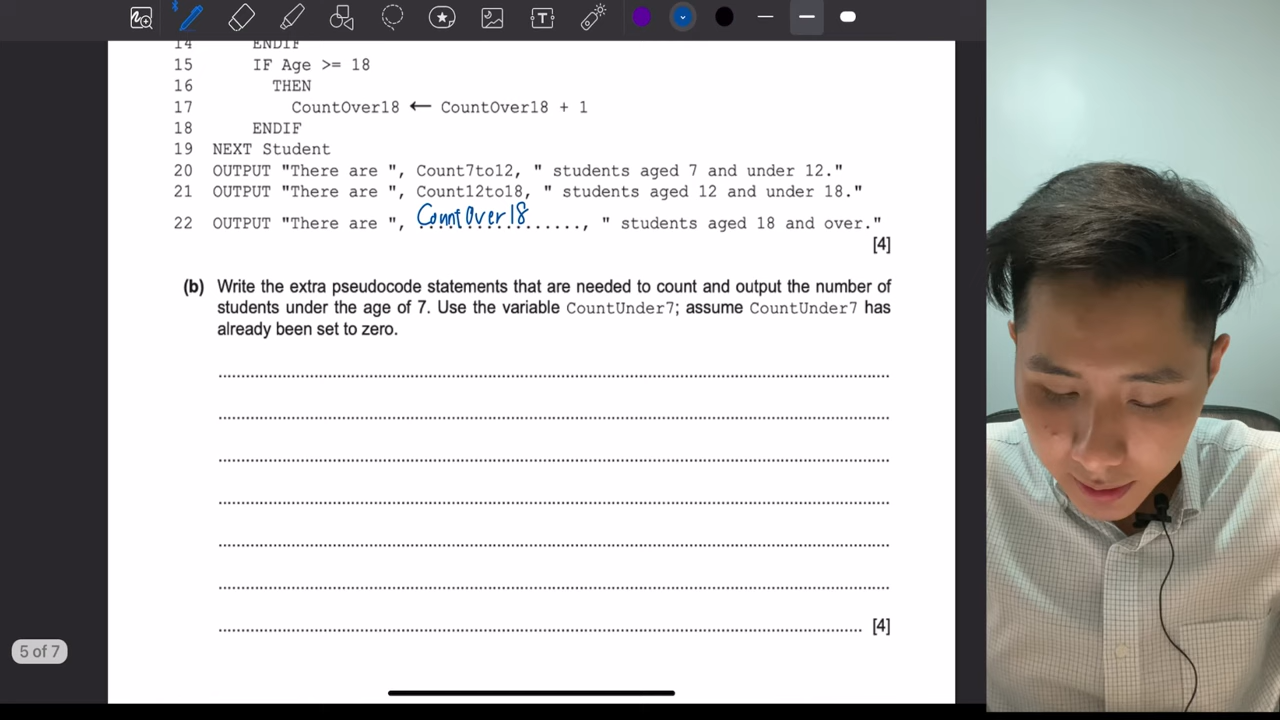 T
14 ENDIF
15 IF Age >= 18
16 THEN
17 CountOver18 ← CountOver18 + 1
18 ENDIF
19 NEXT Student
20 OUTPUT "There are ", Count7to12, " students aged 7 and under 12."
21 OUTPUT "There are ", Count12to18, " students aged 12 and under 18."
22 OUTPUT "There are ", CountOver18 ................., " students aged 18 and over."
[4]
(b) Write the extra pseudocode statements that are needed to count and output the number of
students under the age of 7. Use the variable CountUnder7; assume CountUnder7 has
already been set to zero.
[4]
5 of 7